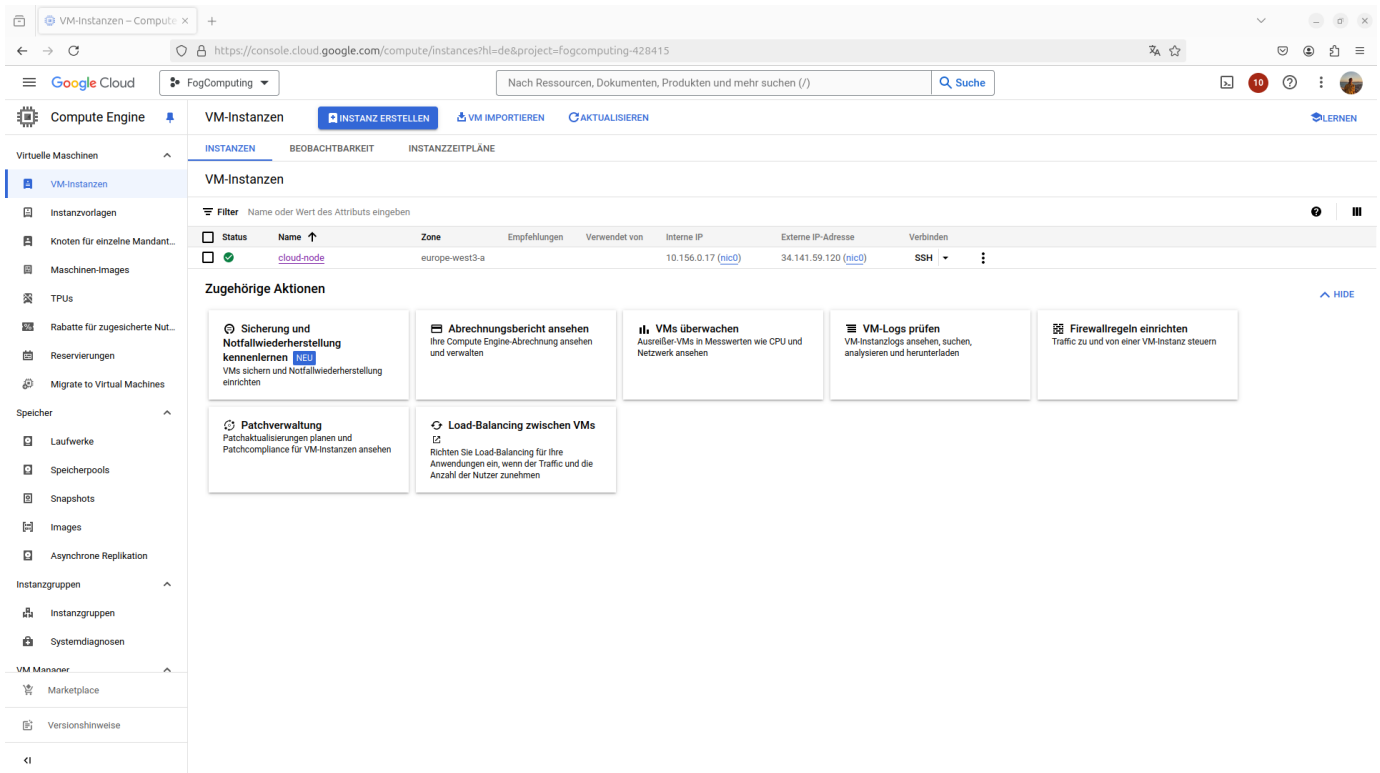 VM-Instanzen – Compute
https://console.cloud.google.com/compute/instances?hl=de&project=fogcomputing-428415
Google Cloud
FogComputing
Nach Ressourcen, Dokumenten, Produkten und mehr suchen (/)
Suche
10
Compute Engine
VM-Instanzen
INSTANZ ERSTELLEN
VM IMPORTIEREN
AKTUALISIEREN
LERNEN
Virtuelle Maschinen
VM-Instanzen
Instanzvorlagen
Knoten für einzelne Mandant...
Maschinen-Images
TPUs
Rabatte für zugesicherte Nut...
Reservierungen
Migrate to Virtual Machines
Speicher
Laufwerke
Speicherpools
Snapshots
Images
Asynchrone Replikation
Instanzgruppen
Instanzgruppen
Systemdiagnosen
VM Manager
Marketplace
Versionshinweise
INSTANZEN BEOBACHTBARKEIT INSTANZZEITPLÄNE
VM-Instanzen
Filter Name oder Wert des Attributs eingeben
Status Name Zone Empfehlungen Verwendet von Interne IP Externe IP-Adresse Verbinden
cloud-node europe-west3-a 10.156.0.17 (nic0) 34.141.59.120 (nic0) SSH
Zugehörige Aktionen
HIDE
Sicherung und
Notfallwiederherstellung
kennenlernen NEU
VMs sichern und Notfallwiederherstellung
einrichten
Abrechnungsbericht ansehen
Ihre Compute Engine-Abrechnung ansehen
und verwalten
VMs überwachen
Ausreißer-VMs in Messwerten wie CPU und
Netzwerk ansehen
VM-Logs prüfen
VM-Instanzlogs ansehen, suchen,
analysieren und herunterladen
Firewallregeln einrichten
Traffic zu und von einer VM-Instanz steuern
Patchverwaltung
Patchaktualisierungen planen und
Patchcompliance für VM-Instanzen ansehen
Load-Balancing zwischen VMs
Richten Sie Load-Balancing für Ihre
Anwendungen ein, wenn der Traffic und die
Anzahl der Nutzer zunehmen